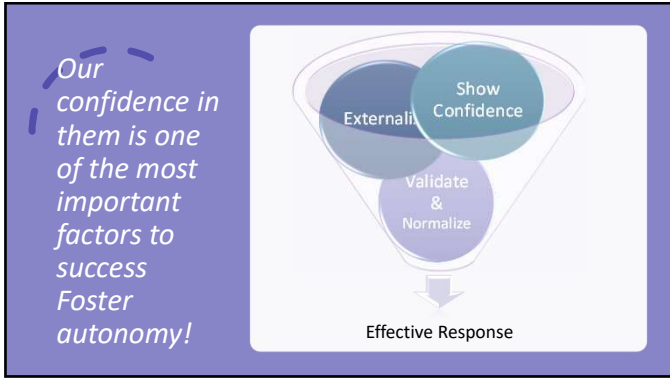 Our
confidence in
them is one
of the most
important
factors to
success
Foster
autonomy!
Show
Confidence
Validate
&
Normalize
Effective Response